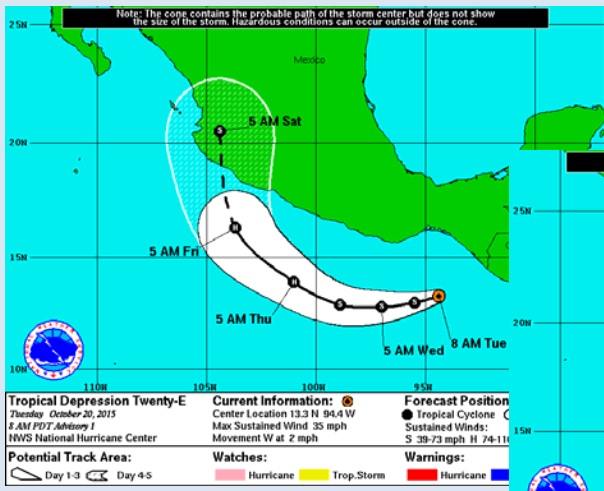 Note: The cone contains the probable path of the storm center but does not show
the size of the storm. Hazardous conditions can occur outside of the cone.
25N
Mexico
5 AM Sat
20N
25N
5 AM Fri
15N
5 AM Thu
5 AM Wed
8 AM Tue
20N
10N
110N
105W
100W
95W
Tropical Depression Twenty-E
Tuesday October 20, 2015
8 AM PDT Advisory 1
NWS National Hurricane Center
Current Information:
Center Location 13.3 N 94.4 W
Max Sustained Wind 35 mph
Movement W at 2 mph
Forecast Position
Tropical Cyclone
Sustained Winds:
S 39-73 mph H 74-110
15N
Potential Track Area:
Day 1-3 Day 4-5
Watches:
Hurricane Trop.Storm
Warnings:
Hurricane